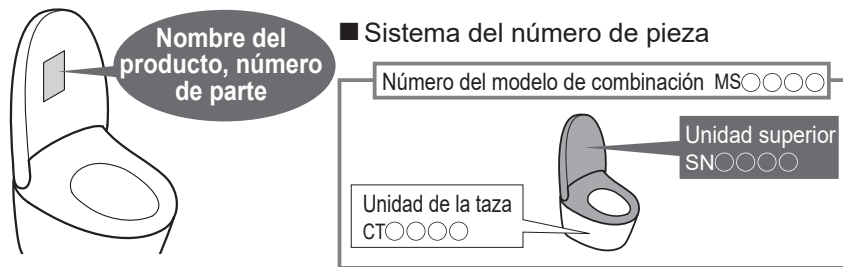 Nombre del
producto, número
de parte
■ Sistema del número de pieza
Número del modelo de combinación MS○○○○
Unidad superior
SN○○○○
Unidad de la taza
CT○○○○